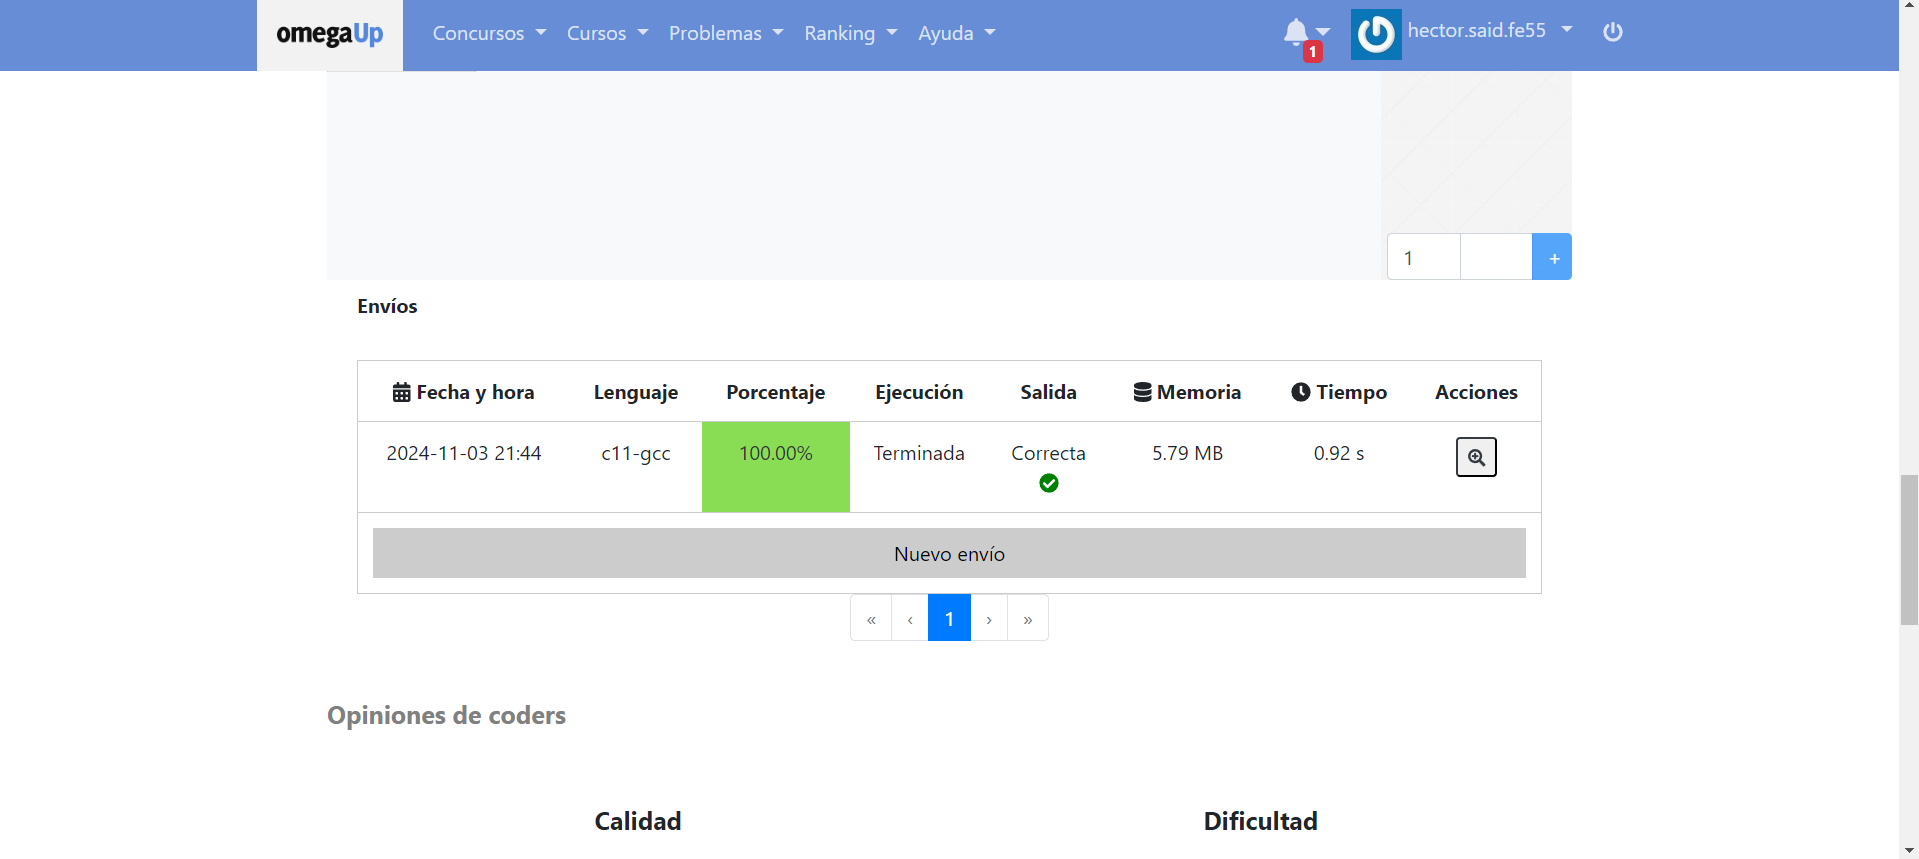 omegaUp Concursos Cursos Problemas Ranking Ayuda 1 hector.said.fe55
1 +
Envíos
Fecha y hora Lenguaje Porcentaje Ejecución Salida Memoria Tiempo Acciones
2024-11-03 21:44 c11-gcc 100.00% Terminada Correcta 5.79 MB 0.92 s
Nuevo envío
« ‹ 1 › »
Opiniones de coders
Calidad Dificultad